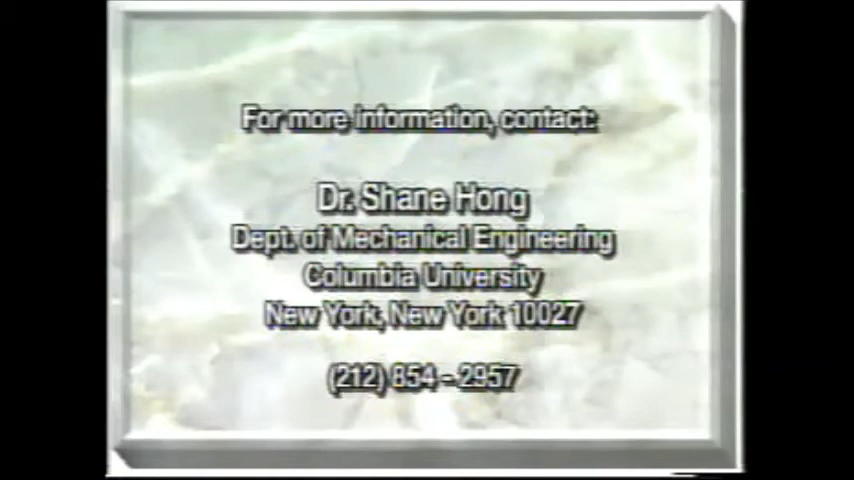 For more information, contact:
Dr. Shane Hong
Dept. of Mechanical Engineering
Columbia University
New York, New York 10027
(212) 854 - 2957